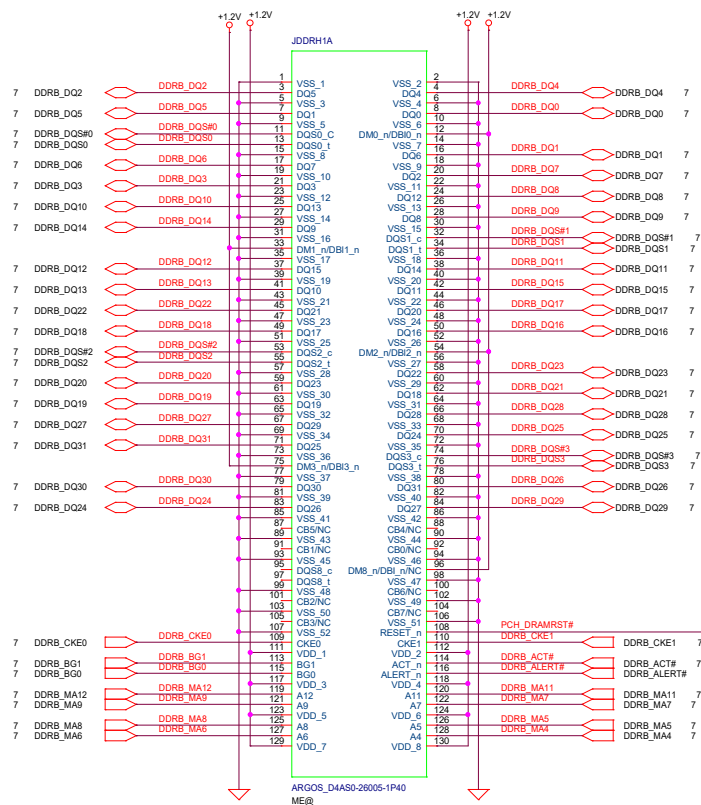 +1.2V +1.2V +1.2V +1.2V
JDDRH1A
1 VSS_1 VSS_2 2
7 DDRB_DQ2 DDRB_DQ2 3 DQ5 DQ4 4 DDRB_DQ4 DDRB_DQ4 7
5 VSS_3 VSS_4 6
7 DDRB_DQ5 DDRB_DQ5 7 DQ1 DQ0 8 DDRB_DQ0 DDRB_DQ0 7
9 VSS_5 VSS_6 10
7 DDRB_DQS#0 DDRB_DQS#0 11 DQS0_C DM0_n/DBI0_n 12
7 DDRB_DQS0 DDRB_DQS0 13 DQS0_t VSS_7 14
15 VSS_8 DQ6 16 DDRB_DQ1 DDRB_DQ1 7
7 DDRB_DQ6 DDRB_DQ6 17 DQ7 VSS_9 18
19 VSS_10 DQ2 20 DDRB_DQ7 DDRB_DQ7 7
7 DDRB_DQ3 DDRB_DQ3 21 DQ3 VSS_11 22
23 VSS_12 DQ12 24 DDRB_DQ8 DDRB_DQ8 7
7 DDRB_DQ10 DDRB_DQ10 25 DQ13 VSS_13 26
27 VSS_14 DQ8 28 DDRB_DQ9 DDRB_DQ9 7
7 DDRB_DQ14 DDRB_DQ14 29 DQ9 VSS_15 30
31 VSS_16 DQS1_c 32 DDRB_DQS#1 DDRB_DQS#1 7
33 DM1_n/DBI1_n DQS1_t 34 DDRB_DQS1 DDRB_DQS1 7
35 VSS_17 VSS_18 36
7 DDRB_DQ12 DDRB_DQ12 37 DQ15 DQ14 38 DDRB_DQ11 DDRB_DQ11 7
39 VSS_19 VSS_20 40
7 DDRB_DQ13 DDRB_DQ13 41 DQ10 DQ11 42 DDRB_DQ15 DDRB_DQ15 7
43 VSS_21 VSS_22 44
7 DDRB_DQ22 DDRB_DQ22 45 DQ21 DQ20 46 DDRB_DQ17 DDRB_DQ17 7
47 VSS_23 VSS_24 48
7 DDRB_DQ18 DDRB_DQ18 49 DQ17 DQ16 50 DDRB_DQ16 DDRB_DQ16 7
51 VSS_25 VSS_26 52
7 DDRB_DQS#2 DDRB_DQS#2 53 DQS2_c DM2_n/DBI2_n 54
7 DDRB_DQS2 DDRB_DQS2 55 DQS2_t VSS_27 56
57 VSS_28 DQ22 58 DDRB_DQ23 DDRB_DQ23 7
7 DDRB_DQ20 DDRB_DQ20 59 DQ23 VSS_29 60
61 VSS_30 DQ18 62 DDRB_DQ21 DDRB_DQ21 7
7 DDRB_DQ19 DDRB_DQ19 63 DQ19 VSS_31 64
65 VSS_32 DQ28 66 DDRB_DQ28 DDRB_DQ28 7
7 DDRB_DQ27 DDRB_DQ27 67 DQ29 VSS_33 68
69 VSS_34 DQ24 70 DDRB_DQ25 DDRB_DQ25 7
7 DDRB_DQ31 DDRB_DQ31 71 DQ25 VSS_35 72
73 VSS_36 DQS3_c 74 DDRB_DQS#3 DDRB_DQS#3 7
75 DM3_n/DBI3_n DQS3_t 76 DDRB_DQS3 DDRB_DQS3 7
77 VSS_37 VSS_38 78
7 DDRB_DQ30 DDRB_DQ30 79 DQ30 DQ31 80 DDRB_DQ26 DDRB_DQ26 7
81 VSS_39 VSS_40 82
7 DDRB_DQ24 DDRB_DQ24 83 DQ26 DQ27 84 DDRB_DQ29 DDRB_DQ29 7
85 VSS_41 VSS_42 86
87 CB5/NC CB4/NC 88
89 VSS_43 VSS_44 90
91 CB1/NC CB0/NC 92
93 VSS_45 VSS_46 94
95 DQS8_c DM8_n/DBI_n/NC 96
97 DQS8_t VSS_47 98
99 VSS_48 CB6/NC 100
101 CB2/NC VSS_49 102
103 VSS_50 CB7/NC 104
105 CB3/NC VSS_51 106
107 VSS_52 RESET_n 108 PCH_DRAMRST#
7 DDRB_CKE0 DDRB_CKE0 109 CKE0 CKE1 110 DDRB_CKE1 DDRB_CKE1 7
111 VDD_1 VDD_2 112
7 DDRB_BG1 DDRB_BG1 113 BG1 ACT_n 114 DDRB_ACT# DDRB_ACT# 7
7 DDRB_BG0 DDRB_BG0 115 BG0 ALERT_n 116 DDRB_ALERT# DDRB_ALERT#
117 VDD_3 VDD_4 118
7 DDRB_MA12 DDRB_MA12 119 A12 A11 120 DDRB_MA11 DDRB_MA11 7
7 DDRB_MA9 DDRB_MA9 121 A9 A7 122 DDRB_MA7 DDRB_MA7 7
123 VDD_5 VDD_6 124
7 DDRB_MA8 DDRB_MA8 125 A8 A5 126 DDRB_MA5 DDRB_MA5 7
7 DDRB_MA6 DDRB_MA6 127 A6 A4 128 DDRB_MA4 DDRB_MA4 7
129 VDD_7 VDD_8 130
ARGOS_D4AS0-26005-1P40
ME@